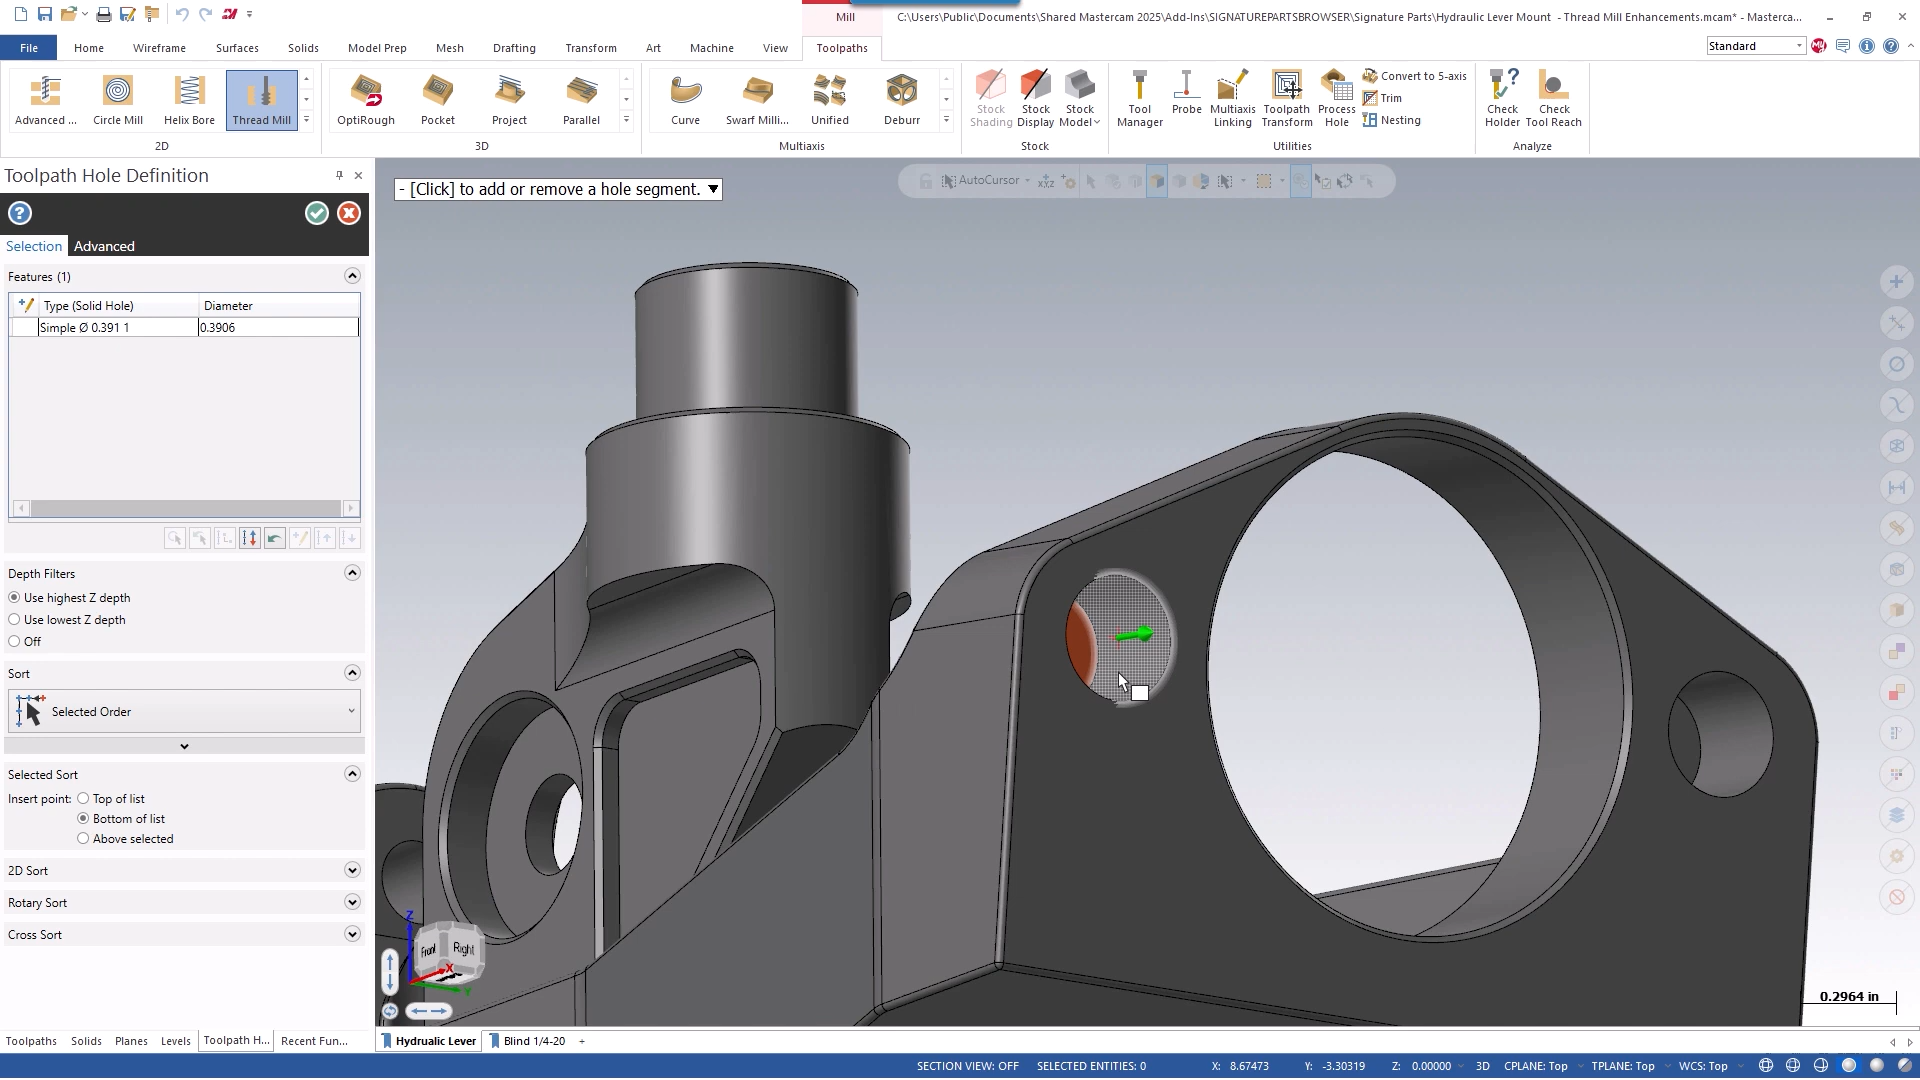 Mill
C:\Users\Public\Documents\Shared Mastercam 2025\Add-Ins\SIGNATUREPARTSBROWSER\Signature Parts\Hydraulic Lever Mount - Thread Mill Enhancements.mcam* - Masterca...
File Home Wireframe Surfaces Solids Model Prep Mesh Drafting Transform Art Machine View Toolpaths
Standard
Advanced ... Circle Mill Helix Bore Thread Mill
2D
OptiRough Pocket Project Parallel
3D
Curve Swarf Milli... Unified Deburr
Multiaxis
Stock Shading Stock Display Stock Model
Stock
Tool Manager Probe Multiaxis Linking Toolpath Transform Process Hole
Convert to 5-axis
Trim
Nesting
Utilities
Check Holder Check Tool Reach
Analyze
Toolpath Hole Definition
Selection Advanced
Features (1)
Type (Solid Hole) Diameter
Simple Ø 0.391 1 0.3906
Depth Filters
Use highest Z depth
Use lowest Z depth
Off
Sort
Selected Order
Selected Sort
Insert point: Top of list
Bottom of list
Above selected
2D Sort
Rotary Sort
Cross Sort
- [Click] to add or remove a hole segment.
AutoCursor
Z
Front Right
X
Y
0.2964 in
Toolpaths Solids Planes Levels Toolpath H... Recent Fun...
Hydrualic Lever Blind 1/4-20 +
SECTION VIEW: OFF SELECTED ENTITIES: 0 X: 8.67473 Y: -3.30319 Z: 0.00000 3D CPLANE: Top TPLANE: Top WCS: Top